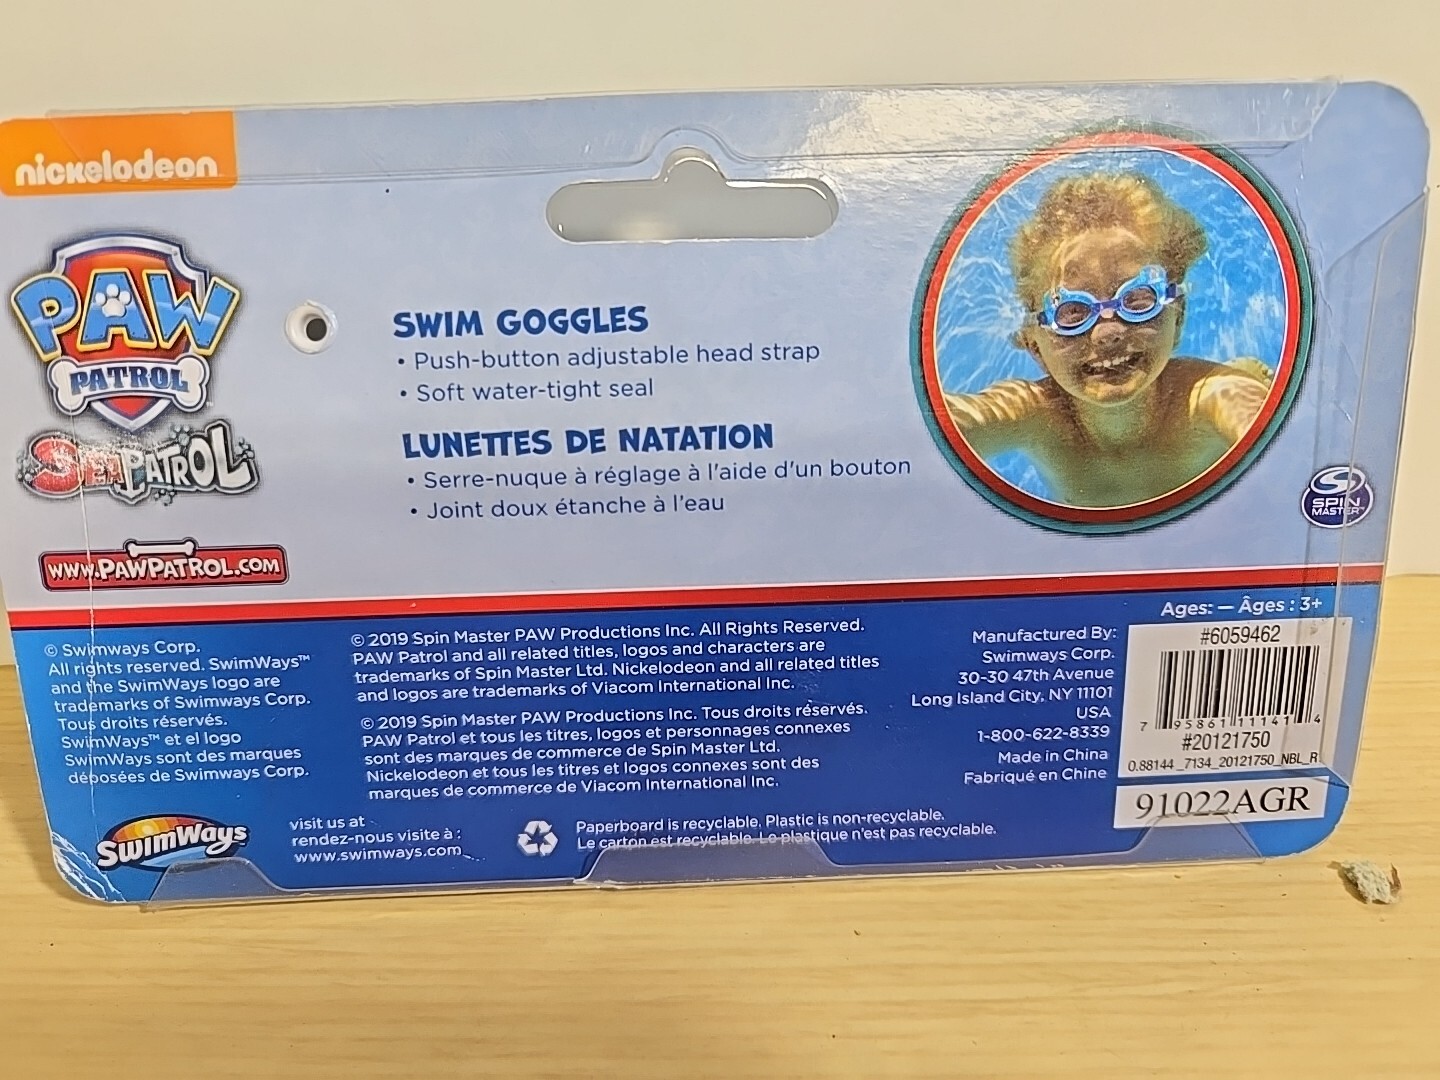 nickelodeon
PAW
PATROL
SEA PATROL
www.PAWPATROL.COM
SWIM GOGGLES
• Push-button adjustable head strap
• Soft water-tight seal
LUNETTES DE NATATION
• Serre-nuque à réglage à l'aide d'un bouton
• Joint doux étanche à l'eau
SPIN
MASTER™
Ages: — Âges : 3+
© Swimways Corp.
All rights reserved. SwimWays™
and the SwimWays logo are
trademarks of Swimways Corp.
Tous droits réservés.
SwimWays™ et el logo
SwimWays sont des marques
déposées de Swimways Corp.
© 2019 Spin Master PAW Productions Inc. All Rights Reserved.
PAW Patrol and all related titles, logos and characters are
trademarks of Spin Master Ltd. Nickelodeon and all related titles
and logos are trademarks of Viacom International Inc.
© 2019 Spin Master PAW Productions Inc. Tous droits réservés.
PAW Patrol et tous les titres, logos et personnages connexes
sont des marques de commerce de Spin Master Ltd.
Nickelodeon et tous les titres et logos connexes sont des
marques de commerce de Viacom International Inc.
Manufactured By:
Swimways Corp.
30-30 47th Avenue
Long Island City, NY 11101
USA
1-800-622-8339
Made in China
Fabriqué en Chine
#6059462
7 95861 11141 4
#20121750
0.88144_7134_20121750_NBL_R
91022AGR
SwimWays
visit us at
rendez-nous visite à :
www.swimways.com
Paperboard is recyclable. Plastic is non-recyclable.
Le carton est recyclable. Le plastique n'est pas recyclable.